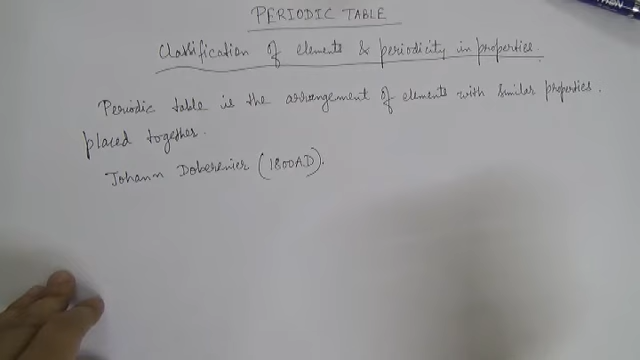 PERIODIC TABLE
Classification of elements & periodicity in properties.
Periodic table is the arrangement of elements with similar properties.
placed together.
Johann Doberenier (1800AD).